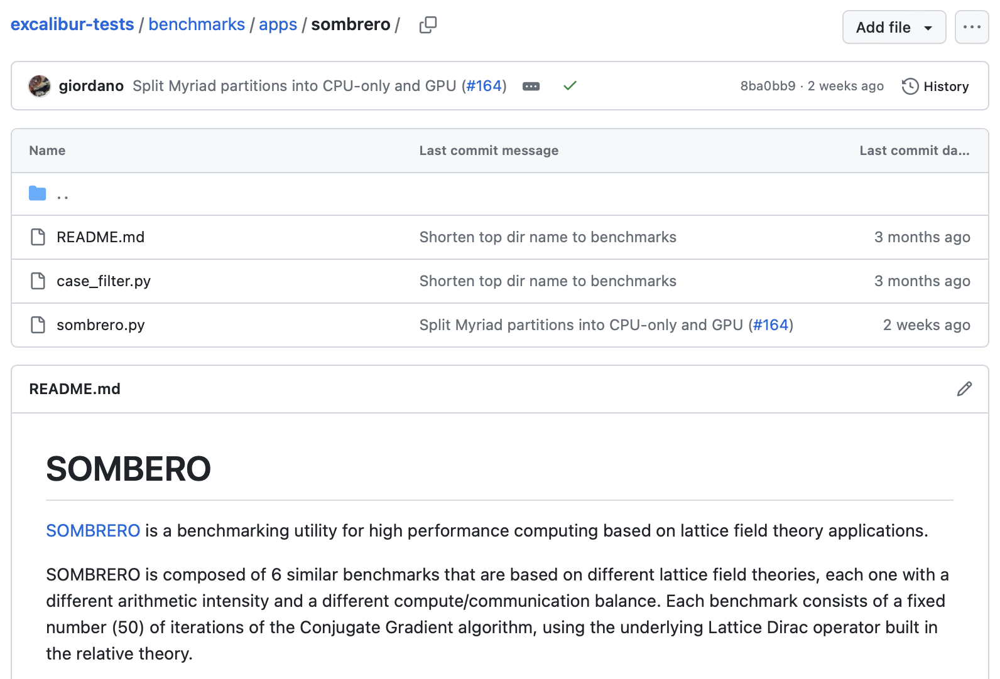 excalibur-tests / benchmarks / apps / sombrero /
Add file
giordano Split Myriad partitions into CPU-only and GPU (#164)
8ba0bb9 · 2 weeks ago
History
Name Last commit message Last commit da...
..
README.md Shorten top dir name to benchmarks 3 months ago
case_filter.py Shorten top dir name to benchmarks 3 months ago
sombrero.py Split Myriad partitions into CPU-only and GPU (#164) 2 weeks ago
README.md
SOMBERO
SOMBRERO is a benchmarking utility for high performance computing based on lattice field theory applications.
SOMBRERO is composed of 6 similar benchmarks that are based on different lattice field theories, each one with a
different arithmetic intensity and a different compute/communication balance. Each benchmark consists of a fixed
number (50) of iterations of the Conjugate Gradient algorithm, using the underlying Lattice Dirac operator built in
the relative theory.